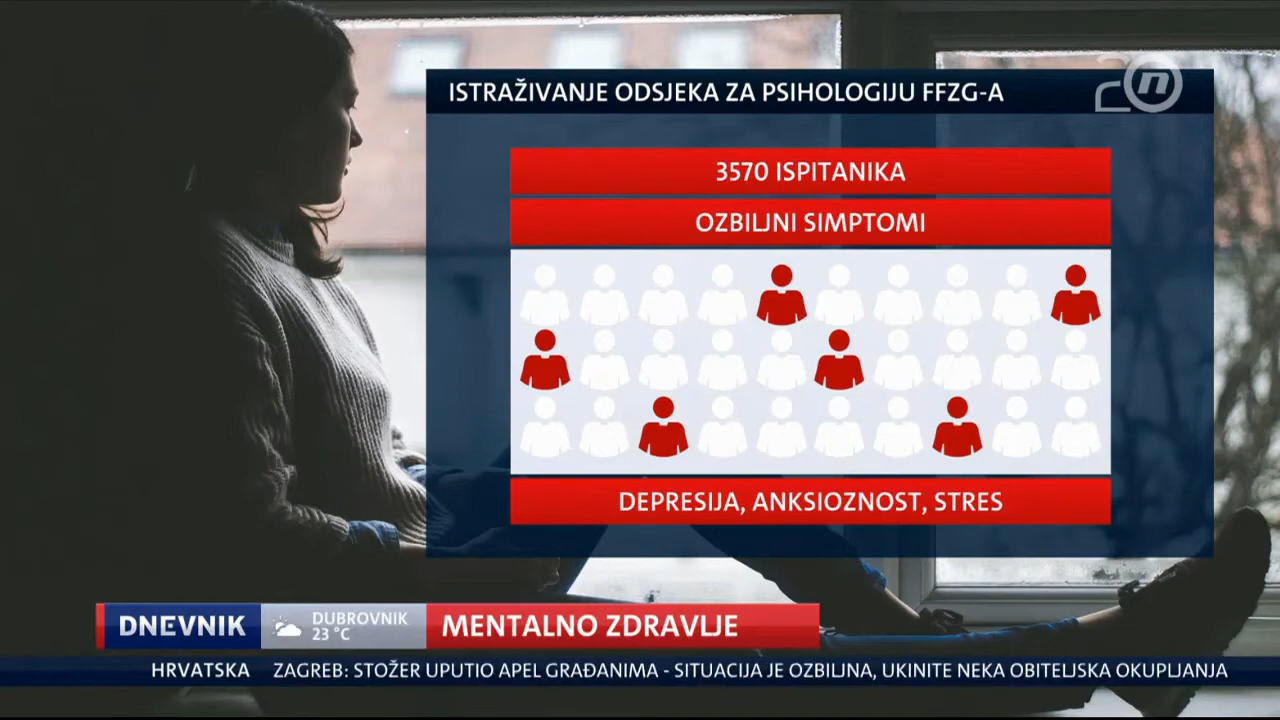 ISTRAŽIVANJE ODSJEKA ZA PSIHOLOGIJU FFZG-A
20 n
3570 ISPITANIKA
OZBILJNI SIMPTOMI
DEPRESIJA, ANKSIOZNOST, STRES
DNEVNIK
DUBROVNIK
23 °C
MENTALNO ZDRAVLJE
HRVATSKA ZAGREB: STOŽER UPUTIO APEL GRAĐANIMA - SITUACIJA JE OZBILJNA, UKINITE NEKA OBITELJSKA OKUPLJANJA